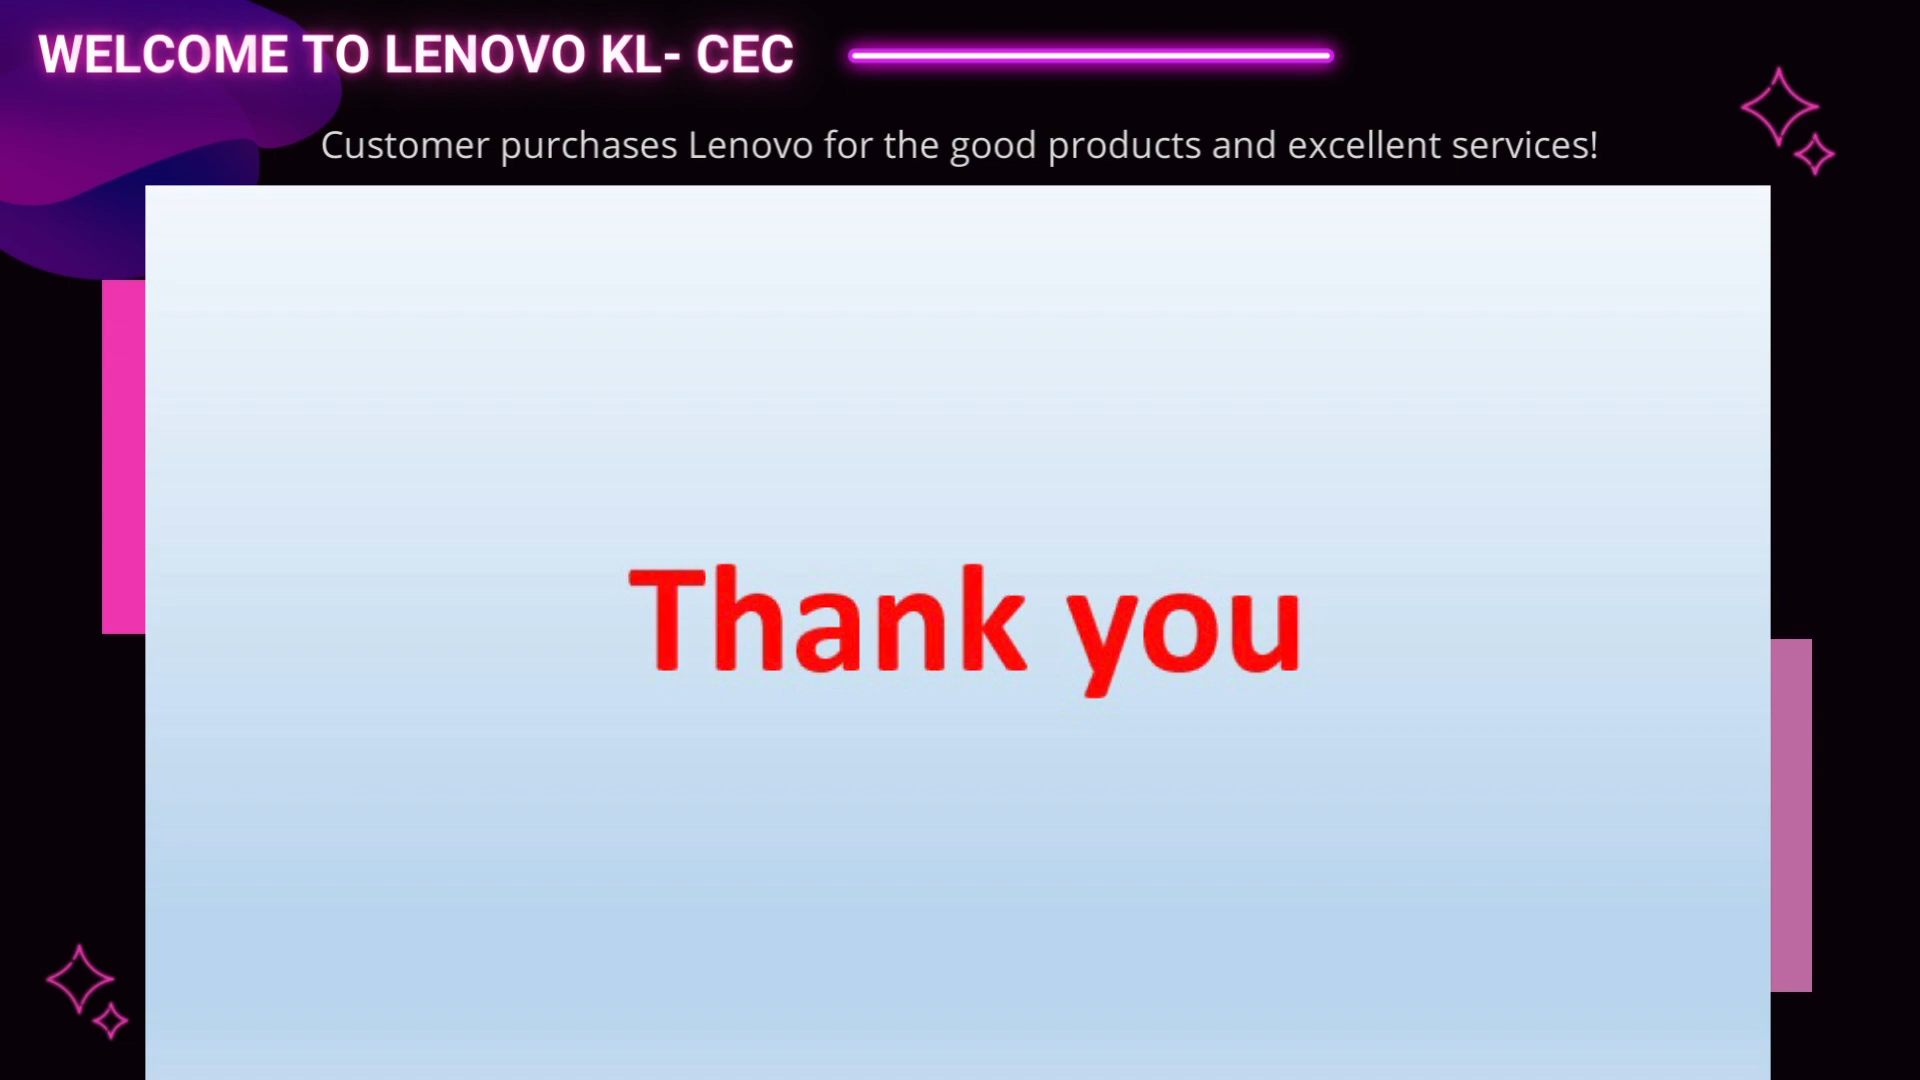 WELCOME TO LENOVO KL- CEC
Customer purchases Lenovo for the good products and excellent services!
Thank you